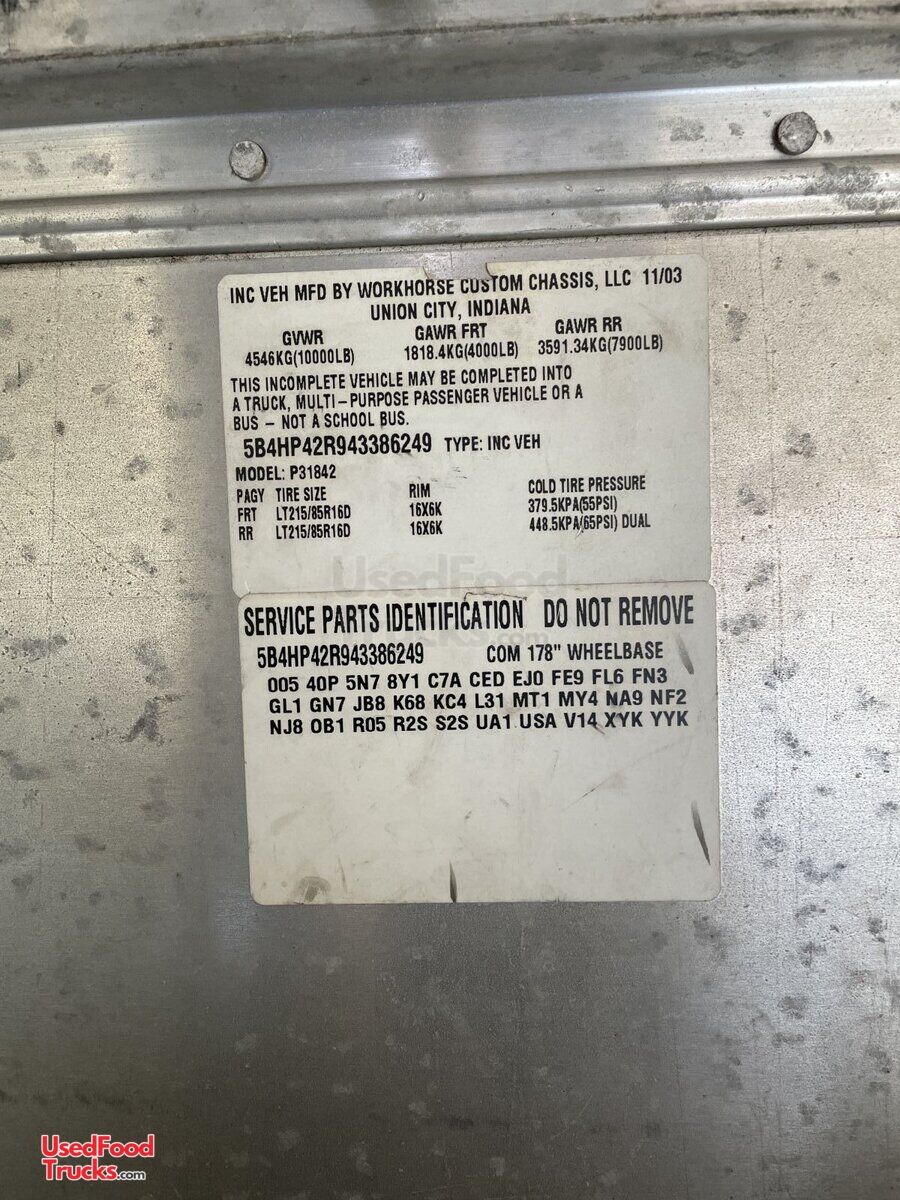 INC VEH MFD BY WORKHORSE CUSTOM CHASSIS, LLC 11/03
UNION CITY, INDIANA
GVWR GAWR FRT GAWR RR
4546KG(10000LB) 1818.4KG(4000LB) 3591.34KG(7900LB)
THIS INCOMPLETE VEHICLE MAY BE COMPLETED INTO
A TRUCK, MULTI–PURPOSE PASSENGER VEHICLE OR A
BUS – NOT A SCHOOL BUS.
5B4HP42R943386249 TYPE: INC VEH
MODEL: P31842
PAGY TIRE SIZE RIM COLD TIRE PRESSURE
FRT LT215/85R16D 16X6K 379.5KPA(55PSI)
RR LT215/85R16D 16X6K 448.5KPA(65PSI) DUAL
UsedFood
Trucks.com
SERVICE PARTS IDENTIFICATION DO NOT REMOVE
5B4HP42R943386249 COM 178" WHEELBASE
005 40P 5N7 8Y1 C7A CED EJ0 FE9 FL6 FN3
GL1 GN7 JB8 K68 KC4 L31 MT1 MY4 NA9 NF2
NJ8 OB1 R05 R2S S2S UA1 USA V14 XYK YYK
UsedFood
Trucks.com